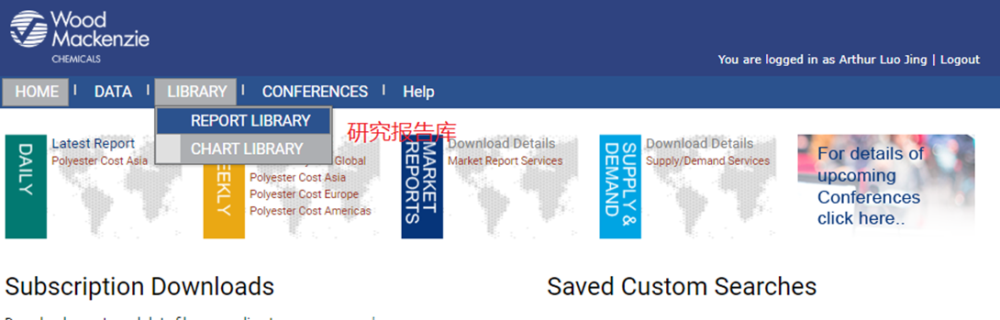 Wood
Mackenzie
CHEMICALS
You are logged in as Arthur Luo Jing | Logout
HOME | DATA | LIBRARY | CONFERENCES | Help
REPORT LIBRARY
CHART LIBRARY
研究报告库
DAILY
Latest Report
Polyester Cost Asia
Global
Polyester Cost Asia
Polyester Cost Europe
Polyester Cost Americas
MARKET
REPORTS
Download Details
Market Report Services
SUPPLY &
DEMAND
Download Details
Supply/Demand Services
For details of
upcoming
Conferences
click here..
Subscription Downloads
Saved Custom Searches